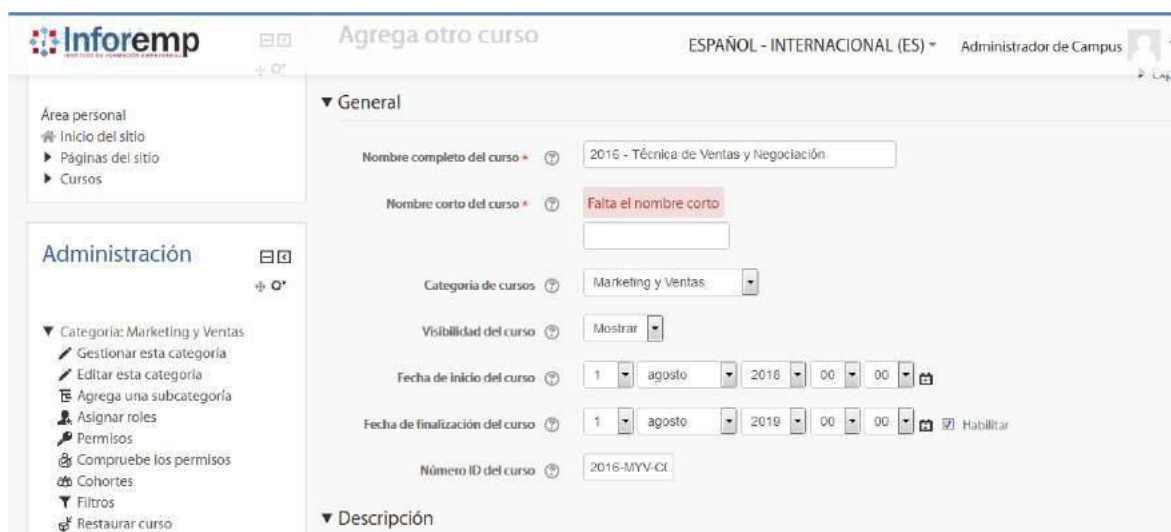 Inforemp
Agrega otro curso
ESPAÑOL - INTERNACIONAL (ES)
Administrador de Campus
Área personal
Inicio del sitio
Páginas del sitio
Cursos
Administración
Categoría: Marketing y Ventas
Gestionar esta categoría
Editar esta categoría
Agrega una subcategoría
Asignar roles
Permisos
Compruebe los permisos
Cohortes
Filtros
Restaurar curso
General
Nombre completo del curso * 2016 - Técnica de Ventas y Negociación
Nombre corto del curso * Falta el nombre corto
Categoría de cursos Marketing y Ventas
Visibilidad del curso Mostrar
Fecha de inicio del curso 1 agosto 2018 00 00
Fecha de finalización del curso 1 agosto 2019 00 00 Habilitar
Número ID del curso 2016-MYV-C
Descripción